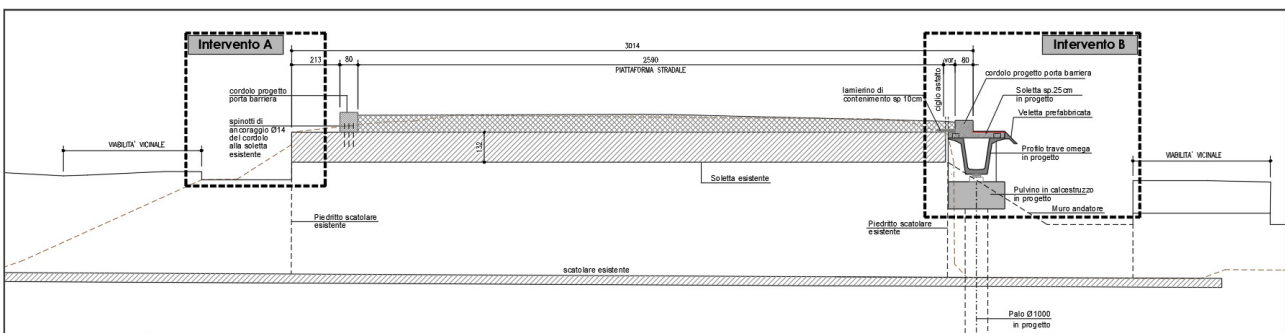 Intervento A
Intervento B
3014
213
80
2590
var
80
PIATTAFORMA STRADALE
cordolo progetto
porta barriera
spinotti di
ancoraggio Ø14
del cordolo
alla soletta
esistente
VIABILITA' VICINALE
132
Soletta esistente
Piedritto scatolare
esistente
scatolare esistente
lamierino di
contenimento sp 10cm
ciglio asfalto
cordolo progetto porta barriera
Soletta sp.25cm
in progetto
Veletta prefabbricata
Profilo trave omega
in progetto
Pulvino in calcestruzzo
in progetto
Muro andatore
VIABILITA' VICINALE
Piedritto scatolare
esistente
Palo Ø1000
in progetto